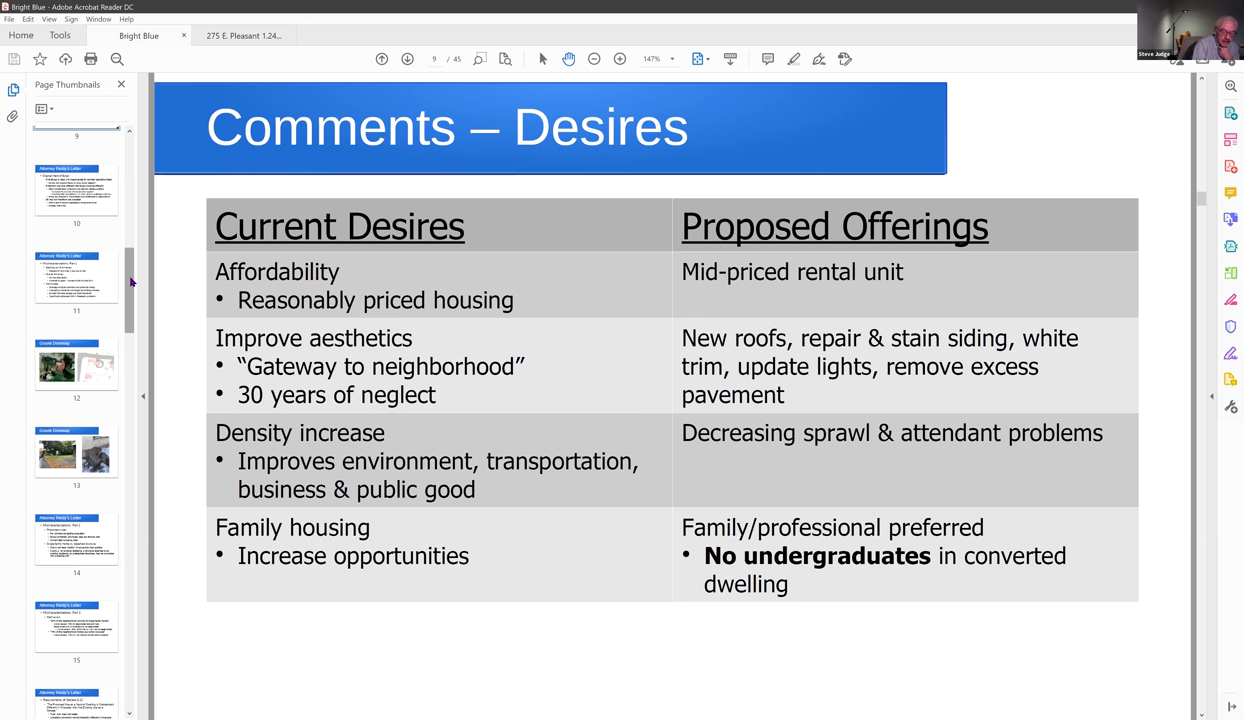 Bright Blue - Adobe Acrobat Reader DC
File Edit View Sign Window Help
Home Tools Bright Blue × 275 E. Pleasant 1.24...
9 / 45 147%
Steve Judge
Page Thumbnails
9
Attorney Reidy's Letter
10
Attorney Reidy's Letter
11
Gravel Driveway
12
Gravel Driveway
13
Attorney Reidy's Letter
14
Attorney Reidy's Letter
15
Attorney Reidy's Letter
Comments – Desires
Current Desires
Proposed Offerings
Affordability
• Reasonably priced housing
Mid-priced rental unit
Improve aesthetics
• “Gateway to neighborhood”
• 30 years of neglect
New roofs, repair & stain siding, white
trim, update lights, remove excess
pavement
Density increase
• Improves environment, transportation,
business & public good
Decreasing sprawl & attendant problems
Family housing
• Increase opportunities
Family/professional preferred
• No undergraduates in converted
dwelling